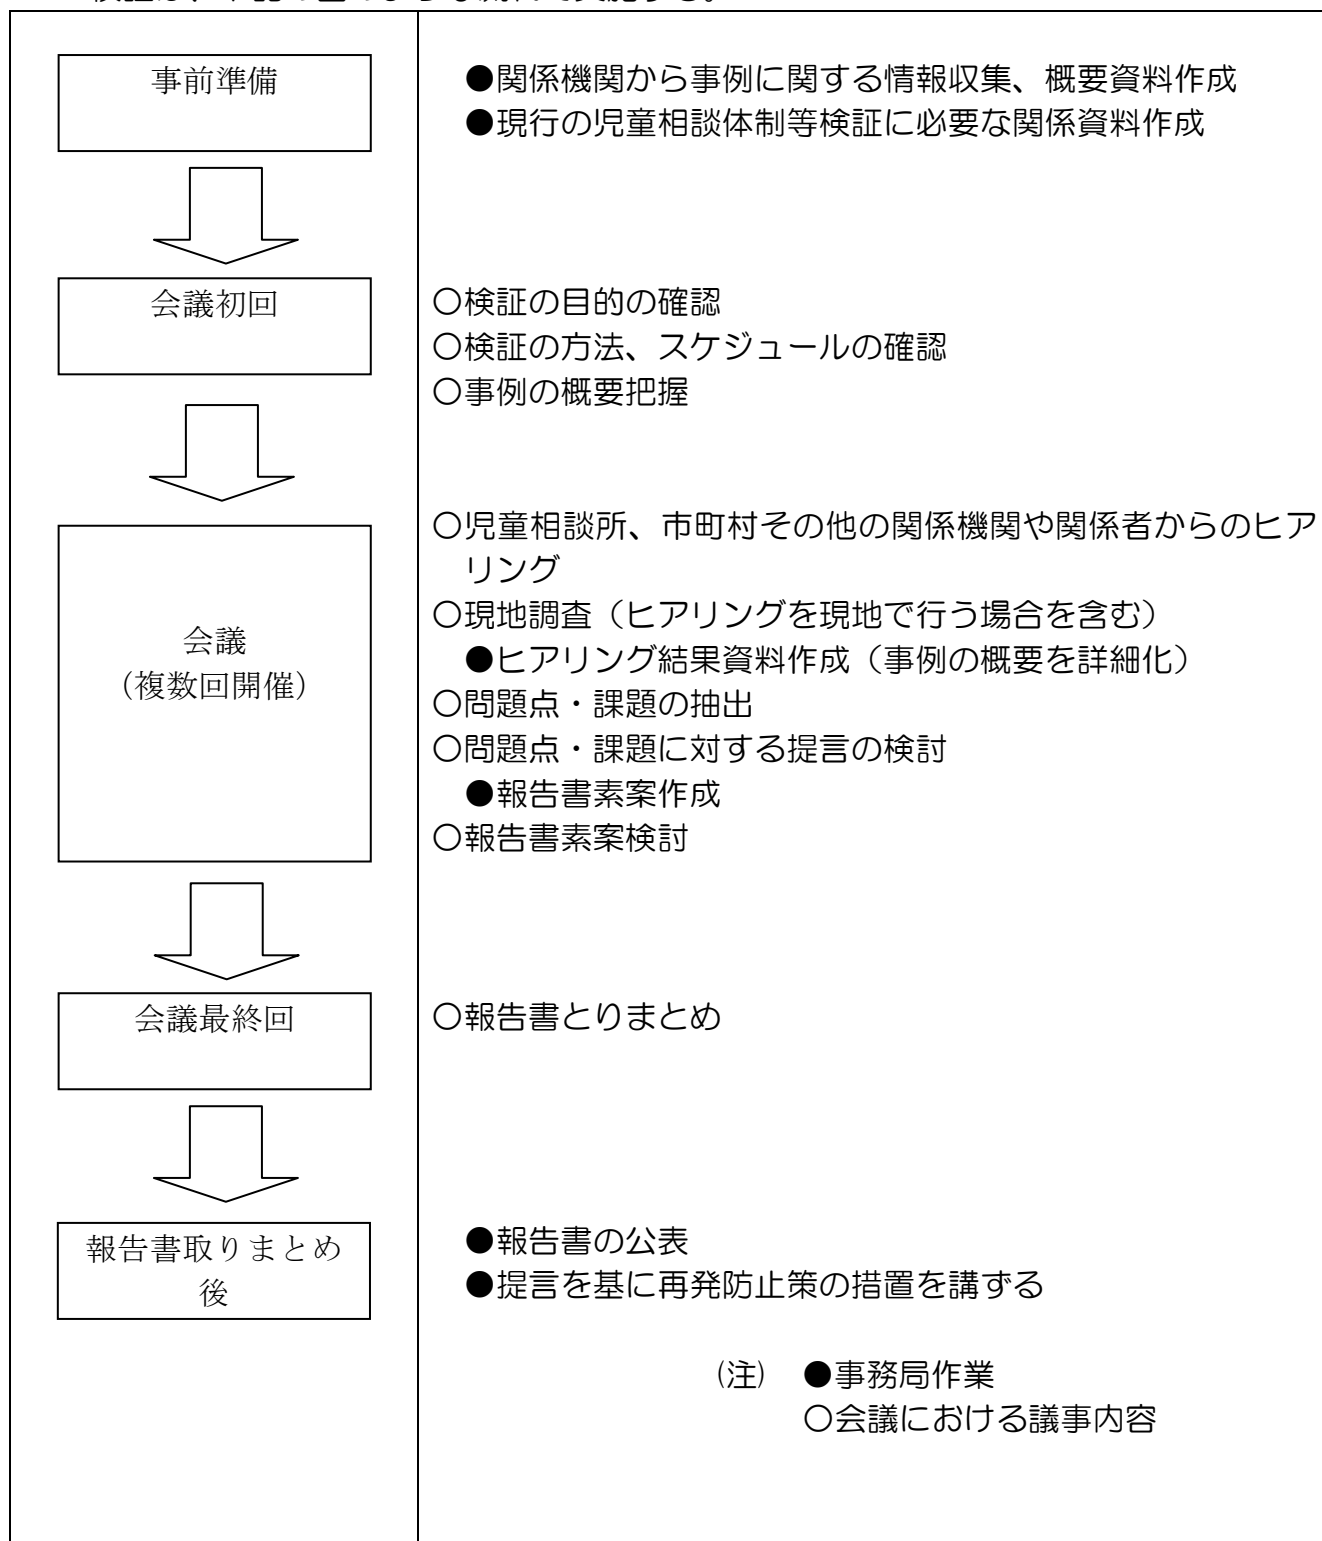 事前準備
●関係機関から事例に関する情報収集、概要資料作成
●現行の児童相談体制等検証に必要な関係資料作成
会議初回
○検証の目的の確認
○検証の方法、スケジュールの確認
○事例の概要把握
会議
（複数回開催）
○児童相談所、市町村その他の関係機関や関係者からのヒア
リング
○現地調査（ヒアリングを現地で行う場合を含む）
●ヒアリング結果資料作成（事例の概要を詳細化）
○問題点・課題の抽出
○問題点・課題に対する提言の検討
●報告書素案作成
○報告書素案検討
会議最終回
○報告書とりまとめ
報告書取りまとめ
後
●報告書の公表
●提言を基に再発防止策の措置を講ずる
(注) ●事務局作業
○会議における議事内容